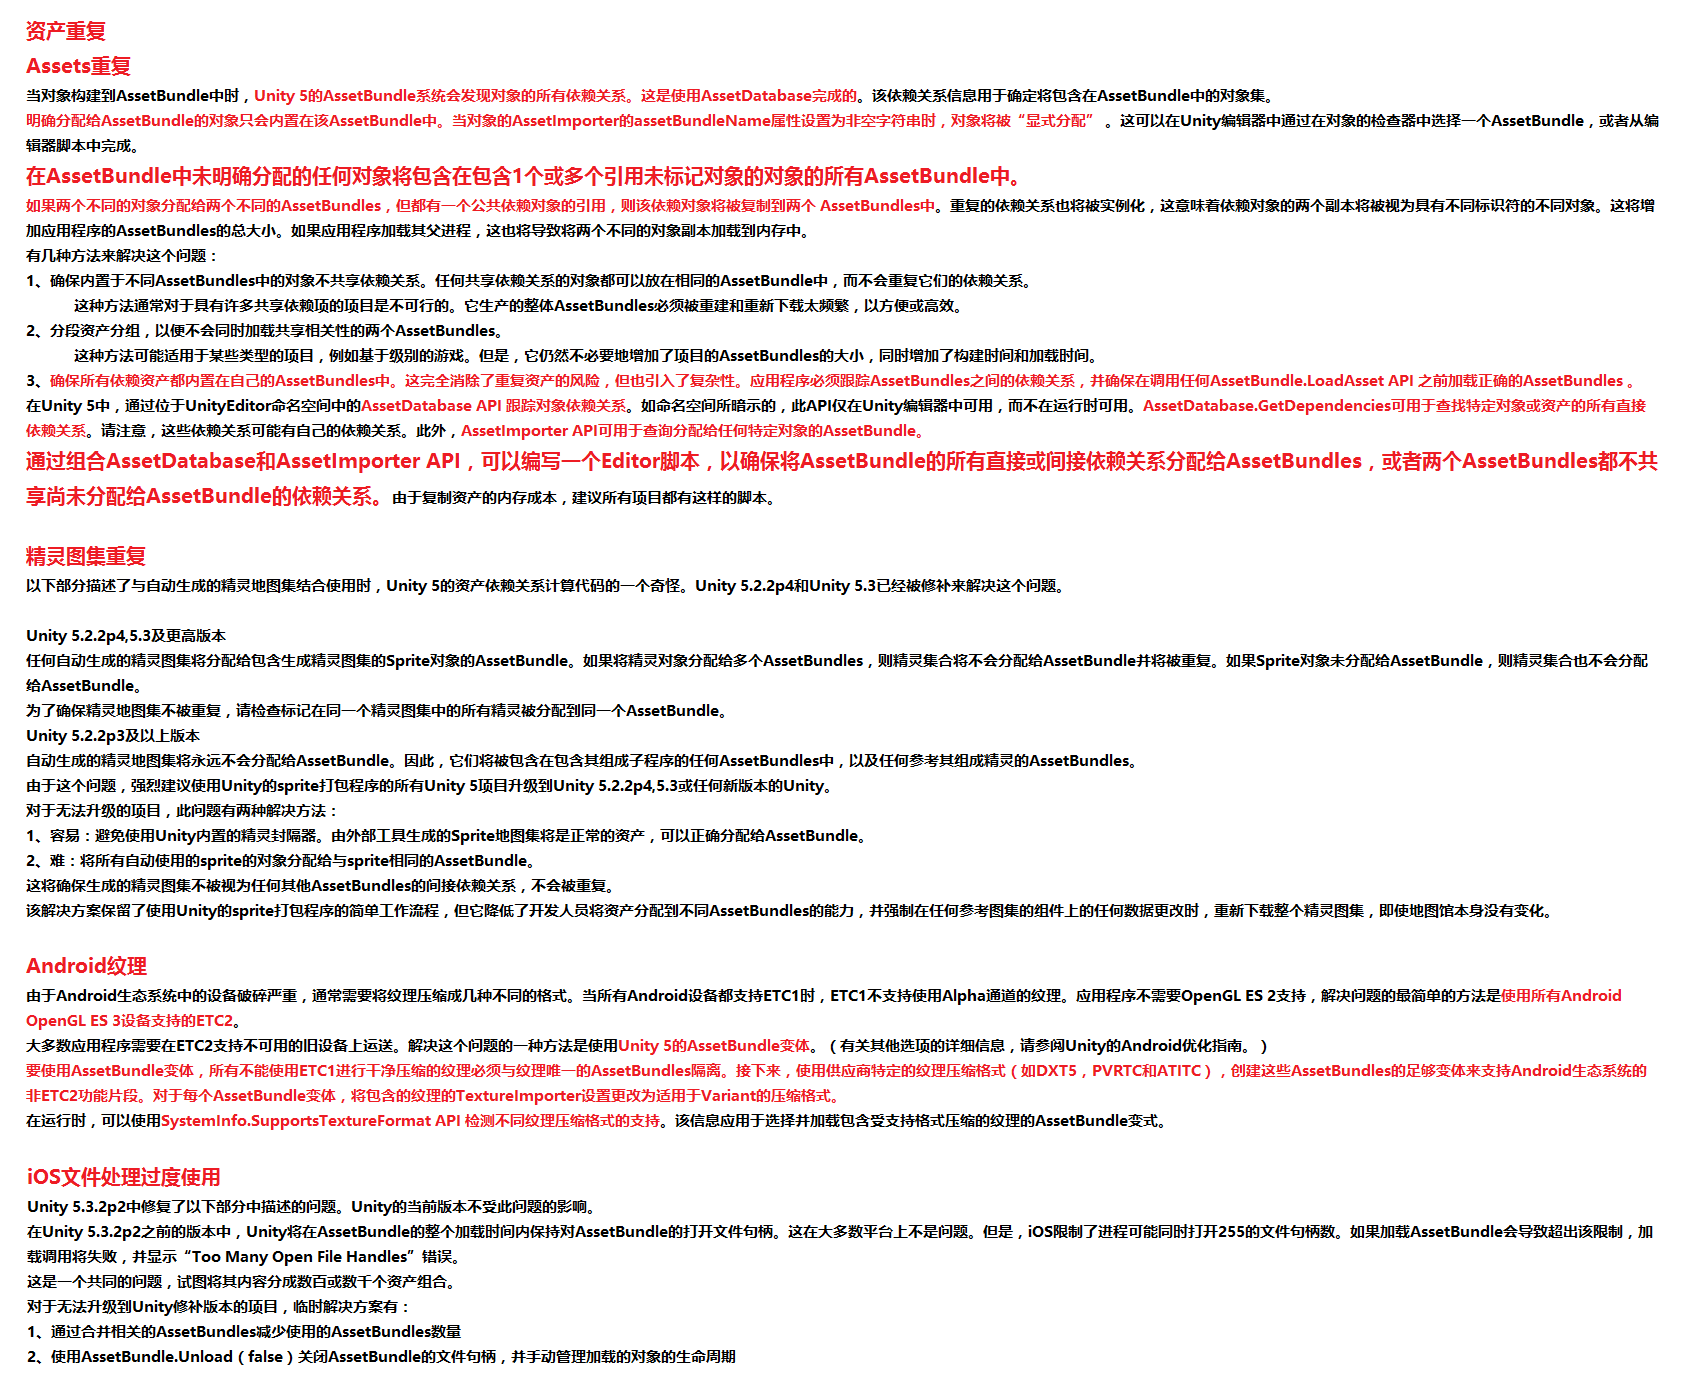 资产重复
Assets重复
当对象构建到AssetBundle中时，Unity 5的AssetBundle系统会发现对象的所有依赖关系。这是使用AssetDatabase完成的。该依赖关系信息用于确定将包含在AssetBundle中的对象集。
明确分配给AssetBundle的对象只会内置在该AssetBundle中。当对象的AssetImporter的assetBundleName属性设置为非空字符串时，对象将被“显式分配” 。这可以在Unity编辑器中通过在对象的检查器中选择一个AssetBundle，或者从编
辑器脚本中完成。
在AssetBundle中未明确分配的任何对象将包含在包含1个或多个引用未标记对象的对象的所有AssetBundle中。
如果两个不同的对象分配给两个不同的AssetBundles，但都有一个公共依赖对象的引用，则该依赖对象将被复制到两个 AssetBundles中。重复的依赖关系也将被实例化，这意味着依赖对象的两个副本将被视为具有不同标识符的不同对象。这将增
加应用程序的AssetBundles的总大小。如果应用程序加载其父进程，这也将导致将两个不同的对象副本加载到内存中。
有几种方法来解决这个问题：
1、确保内置于不同AssetBundles中的对象不共享依赖关系。任何共享依赖关系的对象都可以放在相同的AssetBundle中，而不会重复它们的依赖关系。
这种方法通常对于具有许多共享依赖项的项目是不可行的。它生产的整体AssetBundles必须被重建和重新下载太频繁，以方便或高效。
2、分段资产分组，以便不会同时加载共享相关性的两个AssetBundles。
这种方法可能适用于某些类型的项目，例如基于级别的游戏。但是，它仍然不必要地增加了项目的AssetBundles的大小，同时增加了构建时间和加载时间。
3、确保所有依赖资产都内置在自己的AssetBundles中。这完全消除了重复资产的风险，但也引入了复杂性。应用程序必须跟踪AssetBundles之间的依赖关系，并确保在调用任何AssetBundle.LoadAsset API 之前加载正确的AssetBundles 。
在Unity 5中，通过位于UnityEditor命名空间中的AssetDatabase API 跟踪对象依赖关系。如命名空间所暗示的，此API仅在Unity编辑器中可用，而不在运行时可用。AssetDatabase.GetDependencies可用于查找特定对象或资产的所有直接
依赖关系。请注意，这些依赖关系可能有自己的依赖关系。此外，AssetImporter API可用于查询分配给任何特定对象的AssetBundle。
通过组合AssetDatabase和AssetImporter API，可以编写一个Editor脚本，以确保将AssetBundle的所有直接或间接依赖关系分配给AssetBundles，或者两个AssetBundles都不共
享尚未分配给AssetBundle的依赖关系。由于复制资产的内存成本，建议所有项目都有这样的脚本。
精灵图集重复
以下部分描述了与自动生成的精灵地图集结合使用时，Unity 5的资产依赖关系计算代码的一个奇怪。Unity 5.2.2p4和Unity 5.3已经被修补来解决这个问题。
Unity 5.2.2p4,5.3及更高版本
任何自动生成的精灵图集将分配给包含生成精灵图集的Sprite对象的AssetBundle。如果将精灵对象分配给多个AssetBundles，则精灵集合将不会分配给AssetBundle并将被重复。如果Sprite对象未分配给AssetBundle，则精灵集合也不会分配
给AssetBundle。
为了确保精灵地图集不被重复，请检查标记在同一个精灵图集中的所有精灵被分配到同一个AssetBundle。
Unity 5.2.2p3及以上版本
自动生成的精灵地图集将永远不会分配给AssetBundle。因此，它们将被包含在包含其组成子程序的任何AssetBundles中，以及任何参考其组成精灵的AssetBundles。
由于这个问题，强烈建议使用Unity的sprite打包程序的所有Unity 5项目升级到Unity 5.2.2p4,5.3或任何新版本的Unity。
对于无法升级的项目，此问题有两种解决方法：
1、容易：避免使用Unity内置的精灵封隔器。由外部工具生成的Sprite地图集将是正常的资产，可以正确分配给AssetBundle。
2、难：将所有自动使用的sprite的对象分配给与sprite相同的AssetBundle。
这将确保生成的精灵图集不被视为任何其他AssetBundles的间接依赖关系，不会被重复。
该解决方案保留了使用Unity的sprite打包程序的简单工作流程，但它降低了开发人员将资产分配到不同AssetBundles的能力，并强制在任何参考图集的组件上的任何数据更改时，重新下载整个精灵图集，即使地图馆本身没有变化。
Android纹理
由于Android生态系统中的设备破碎严重，通常需要将纹理压缩成几种不同的格式。当所有Android设备都支持ETC1时，ETC1不支持使用Alpha通道的纹理。应用程序不需要OpenGL ES 2支持，解决问题的最简单的方法是使用所有Android
OpenGL ES 3设备支持的ETC2。
大多数应用程序需要在ETC2支持不可用的旧设备上运送。解决这个问题的一种方法是使用Unity 5的AssetBundle变体。（有关其他选项的详细信息，请参阅Unity的Android优化指南。）
要使用AssetBundle变体，所有不能使用ETC1进行干净压缩的纹理必须与纹理唯一的AssetBundles隔离。接下来，使用供应商特定的纹理压缩格式（如DXT5，PVRTC和ATITC），创建这些AssetBundles的足够变体来支持Android生态系统的
非ETC2功能片段。对于每个AssetBundle变体，将包含的纹理的TextureImporter设置更改为适用于Variant的压缩格式。
在运行时，可以使用SystemInfo.SupportsTextureFormat API 检测不同纹理压缩格式的支持。该信息应用于选择并加载包含受支持格式压缩的纹理的AssetBundle变式。
iOS文件处理过度使用
Unity 5.3.2p2中修复了以下部分中描述的问题。Unity的当前版本不受此问题的影响。
在Unity 5.3.2p2之前的版本中，Unity将在AssetBundle的整个加载时间内保持对AssetBundle的打开文件句柄。这在大多数平台上不是问题。但是，iOS限制了进程可能同时打开255的文件句柄数。如果加载AssetBundle会导致超出该限制，加
载调用将失败，并显示“Too Many Open File Handles”错误。
这是一个共同的问题，试图将其内容分成数百或数千个资产组合。
对于无法升级到Unity修补版本的项目，临时解决方案有：
1、通过合并相关的AssetBundles减少使用的AssetBundles数量
2、使用AssetBundle.Unload（false）关闭AssetBundle的文件句柄，并手动管理加载的对象的生命周期